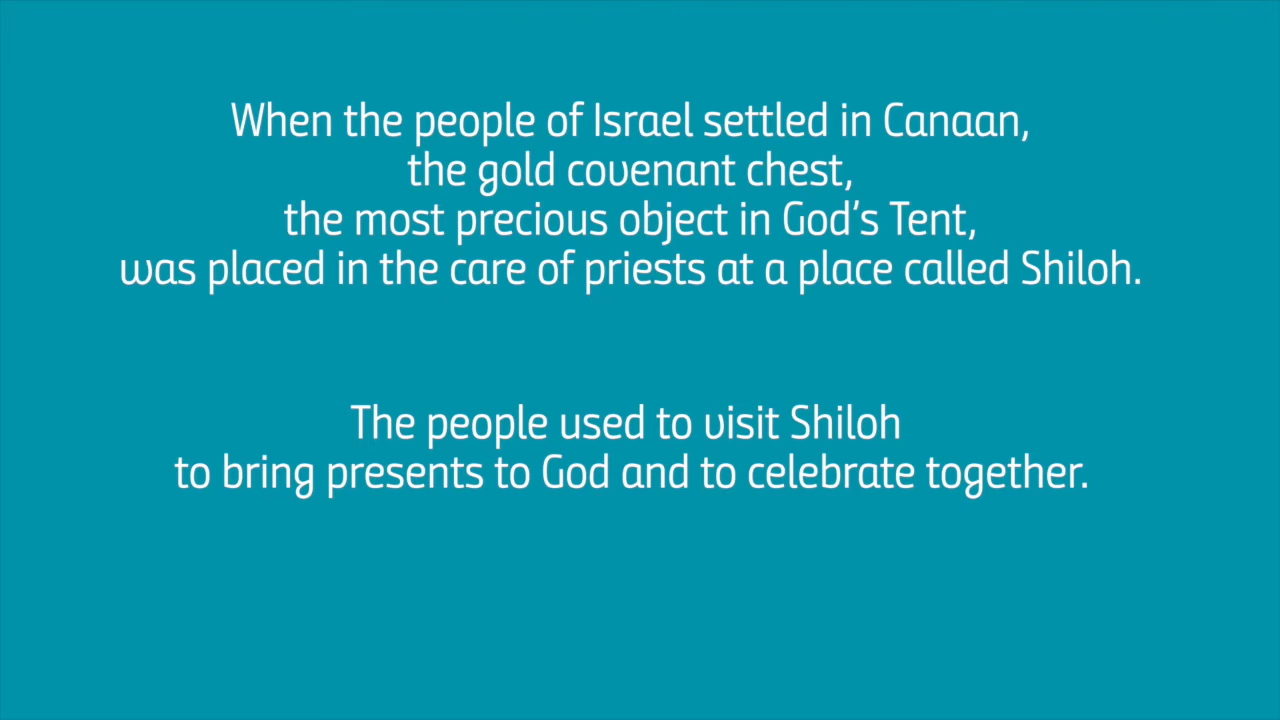 When the people of Israel settled in Canaan,
the gold covenant chest,
the most precious object in God’s Tent,
was placed in the care of priests at a place called Shiloh.
The people used to visit Shiloh
to bring presents to God and to celebrate together.